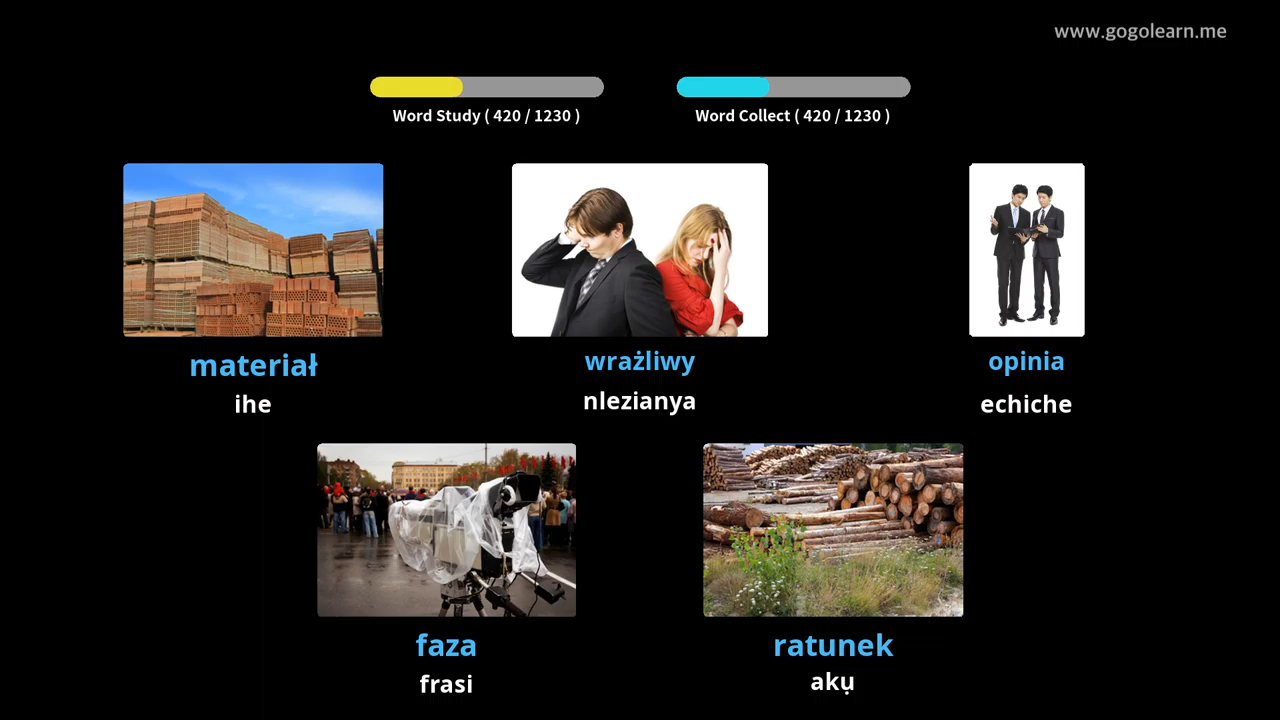 www.gogolearn.me
Word Study ( 420 / 1230 )
Word Collect ( 420 / 1230 )
materiał
ihe
wrażliwy
nlezianya
opinia
echiche
faza
frasi
ratunek
akụ